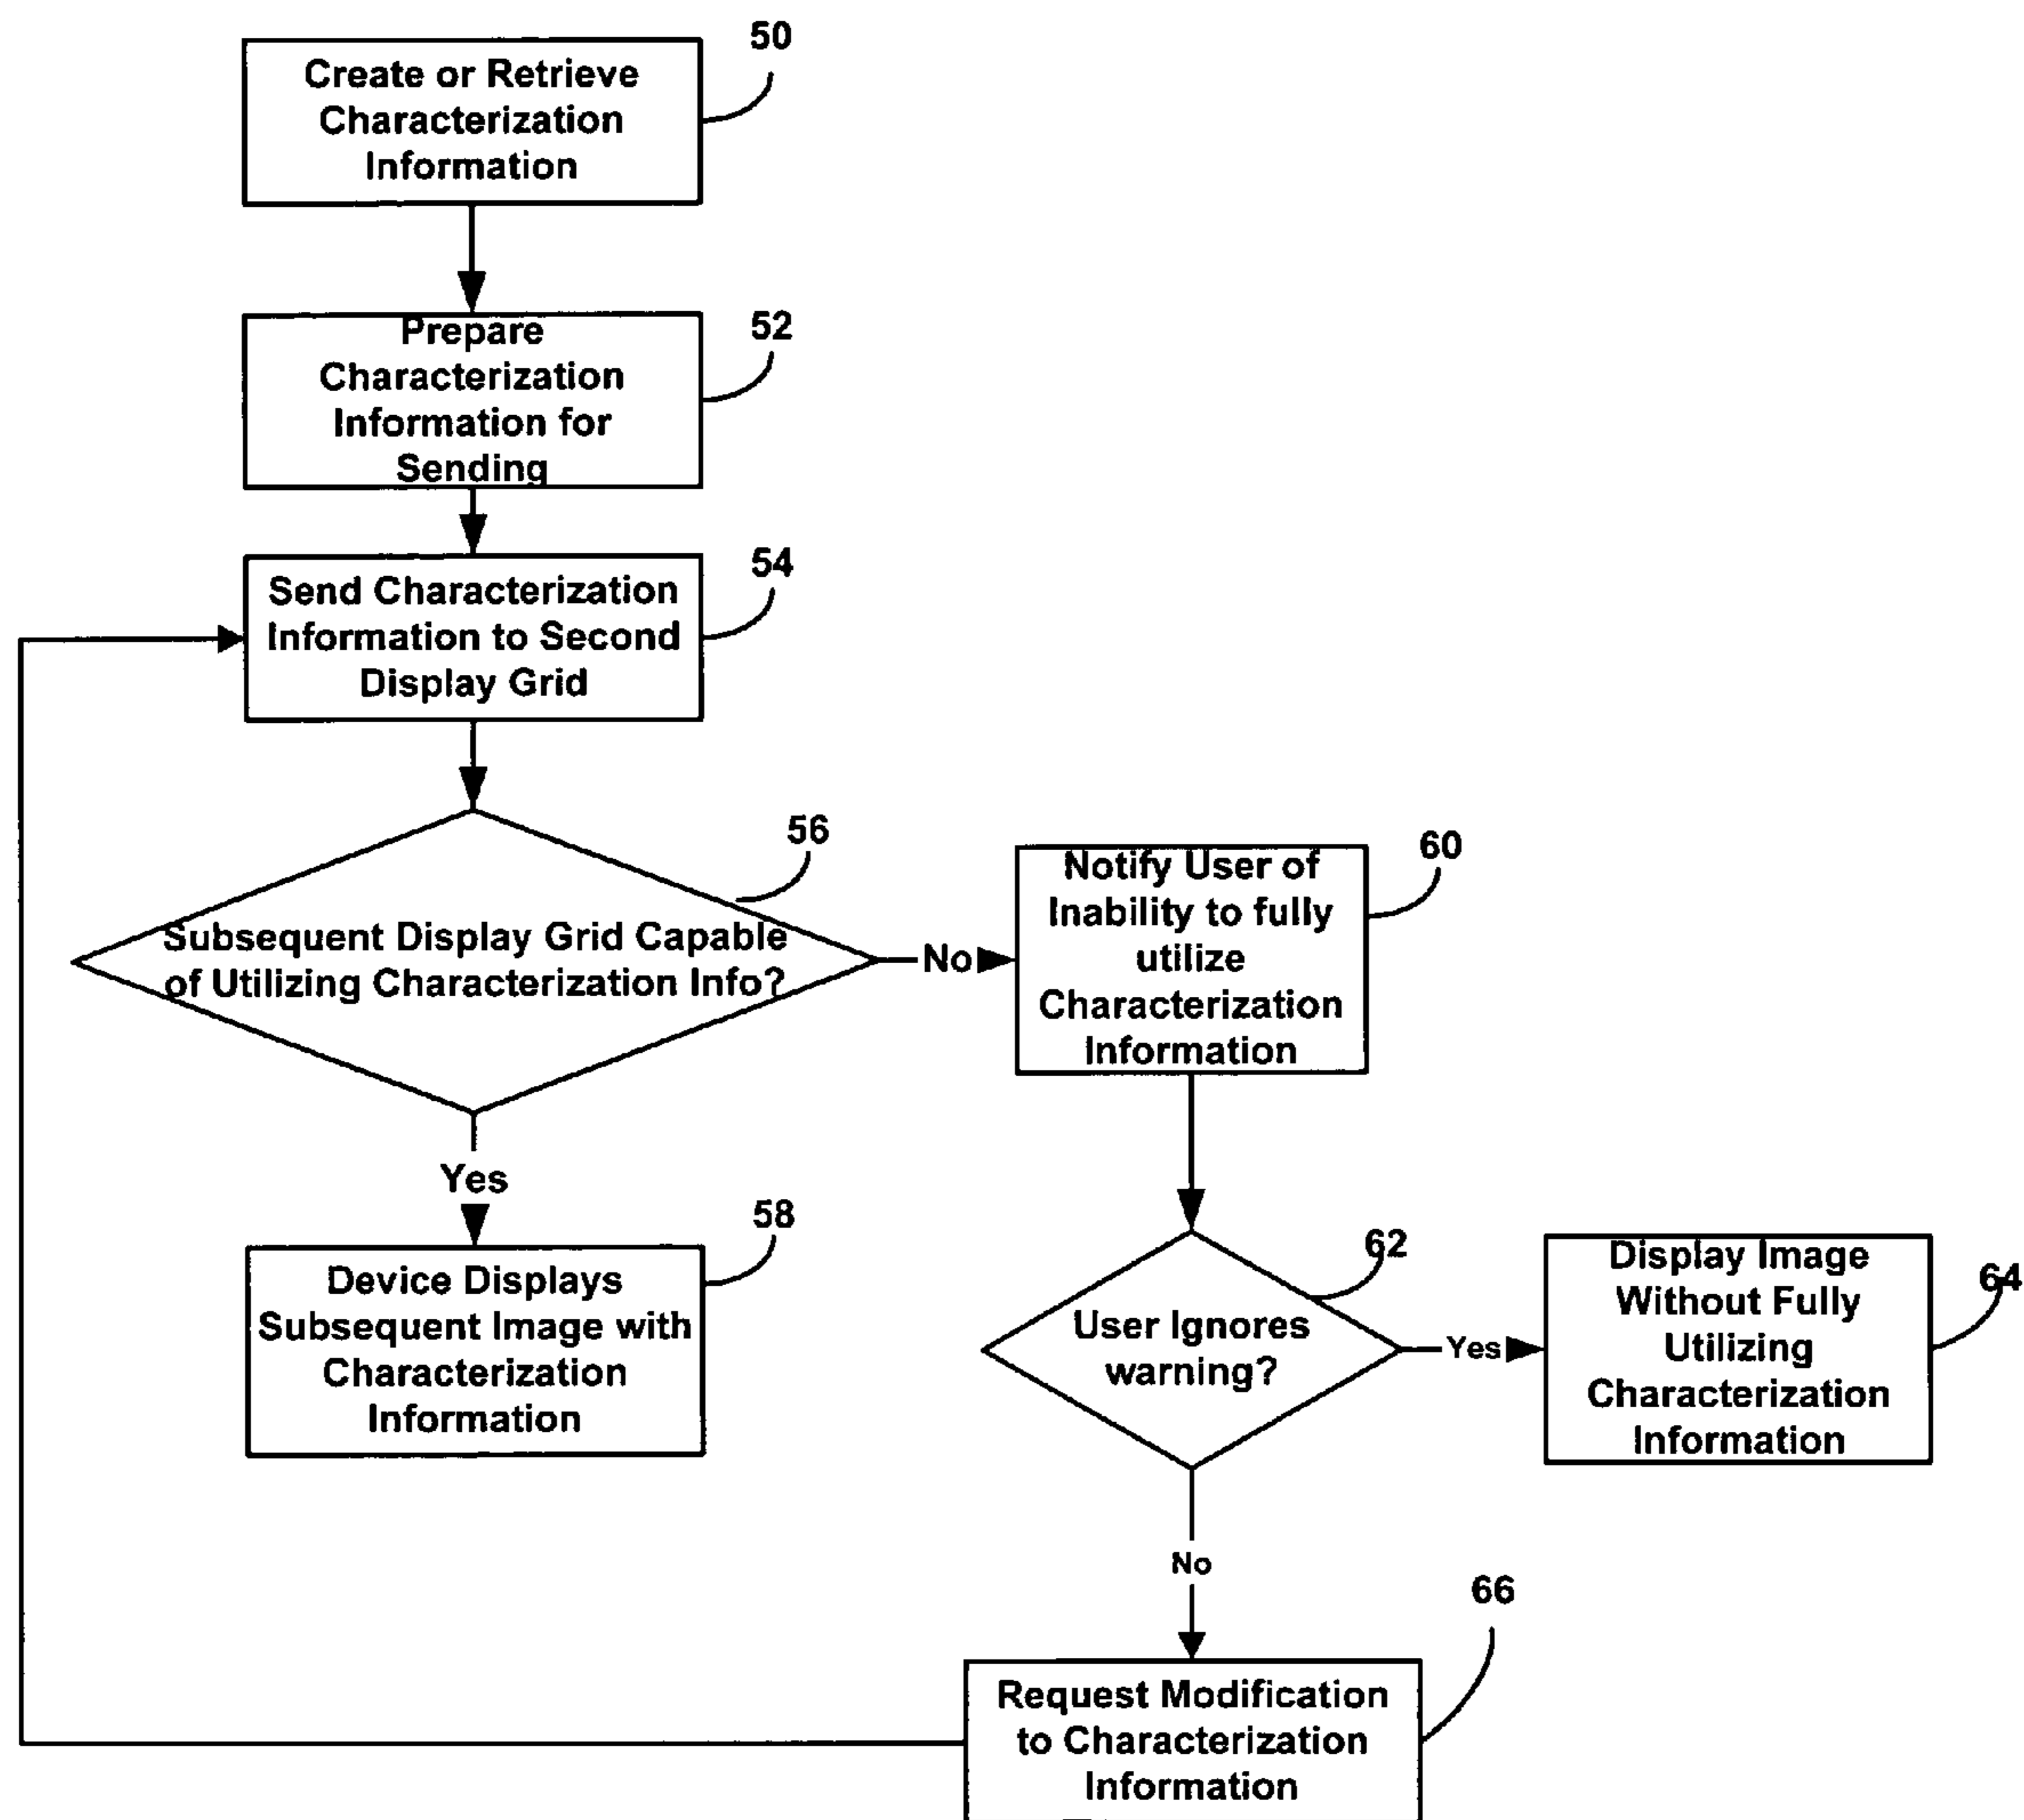 50
Create or Retrieve
Characterization
Information
52
Prepare
Characterization
Information for
Sending
54
Send Characterization
Information to Second
Display Grid
56
Subsequent Display Grid Capable
of Utilizing Characterization Info?
No
60
Notify User of
Inability to fully
utilize
Characterization
Information
Yes
58
Device Displays
Subsequent Image with
Characterization
Information
62
User Ignores
warning?
Yes
64
Display Image
Without Fully
Utilizing
Characterization
Information
No
66
Request Modification
to Characterization
Information